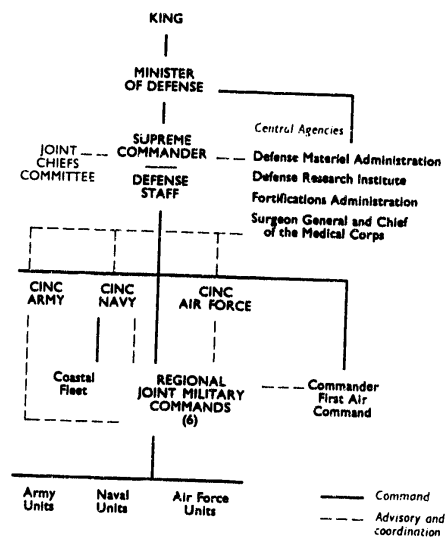 KING
MINISTER
OF DEFENSE
Central Agencies
JOINT
CHIEFS
COMMITTEE
SUPREME
COMMANDER
DEFENSE
STAFF
Defense Materiel Administration
Defense Research Institute
Fortifications Administration
Surgeon General and Chief
of the Medical Corps
CINC
ARMY
CINC
NAVY
CINC
AIR FORCE
Coastal
Fleet
REGIONAL
JOINT MILITARY
COMMANDS
(6)
Commander
First Air
Command
Army
Units
Naval
Units
Air Force
Units
Command
Advisory and
coordination